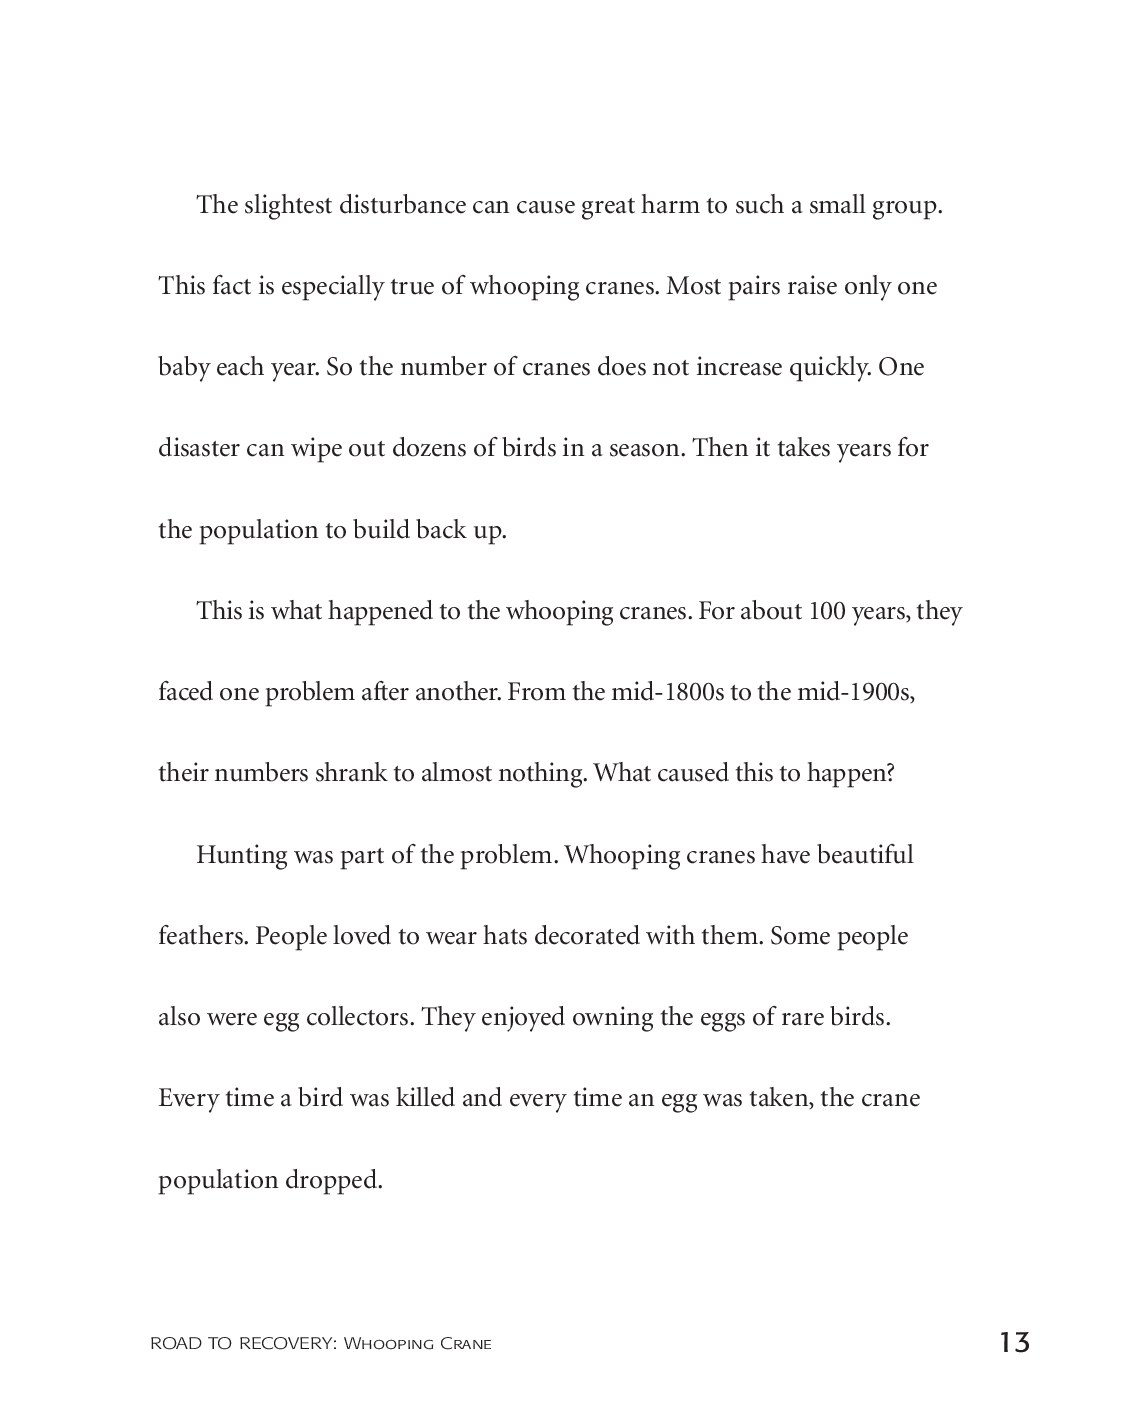 The slightest disturbance can cause great harm to such a small group.
This fact is especially true of whooping cranes. Most pairs raise only one
baby each year. So the number of cranes does not increase quickly. One
disaster can wipe out dozens of birds in a season. Then it takes years for
the population to build back up.
This is what happened to the whooping cranes. For about 100 years, they
faced one problem after another. From the mid-1800s to the mid-1900s,
their numbers shrank to almost nothing. What caused this to happen?
Hunting was part of the problem. Whooping cranes have beautiful
feathers. People loved to wear hats decorated with them. Some people
also were egg collectors. They enjoyed owning the eggs of rare birds.
Every time a bird was killed and every time an egg was taken, the crane
population dropped.
ROAD TO RECOVERY: Whooping Crane 13